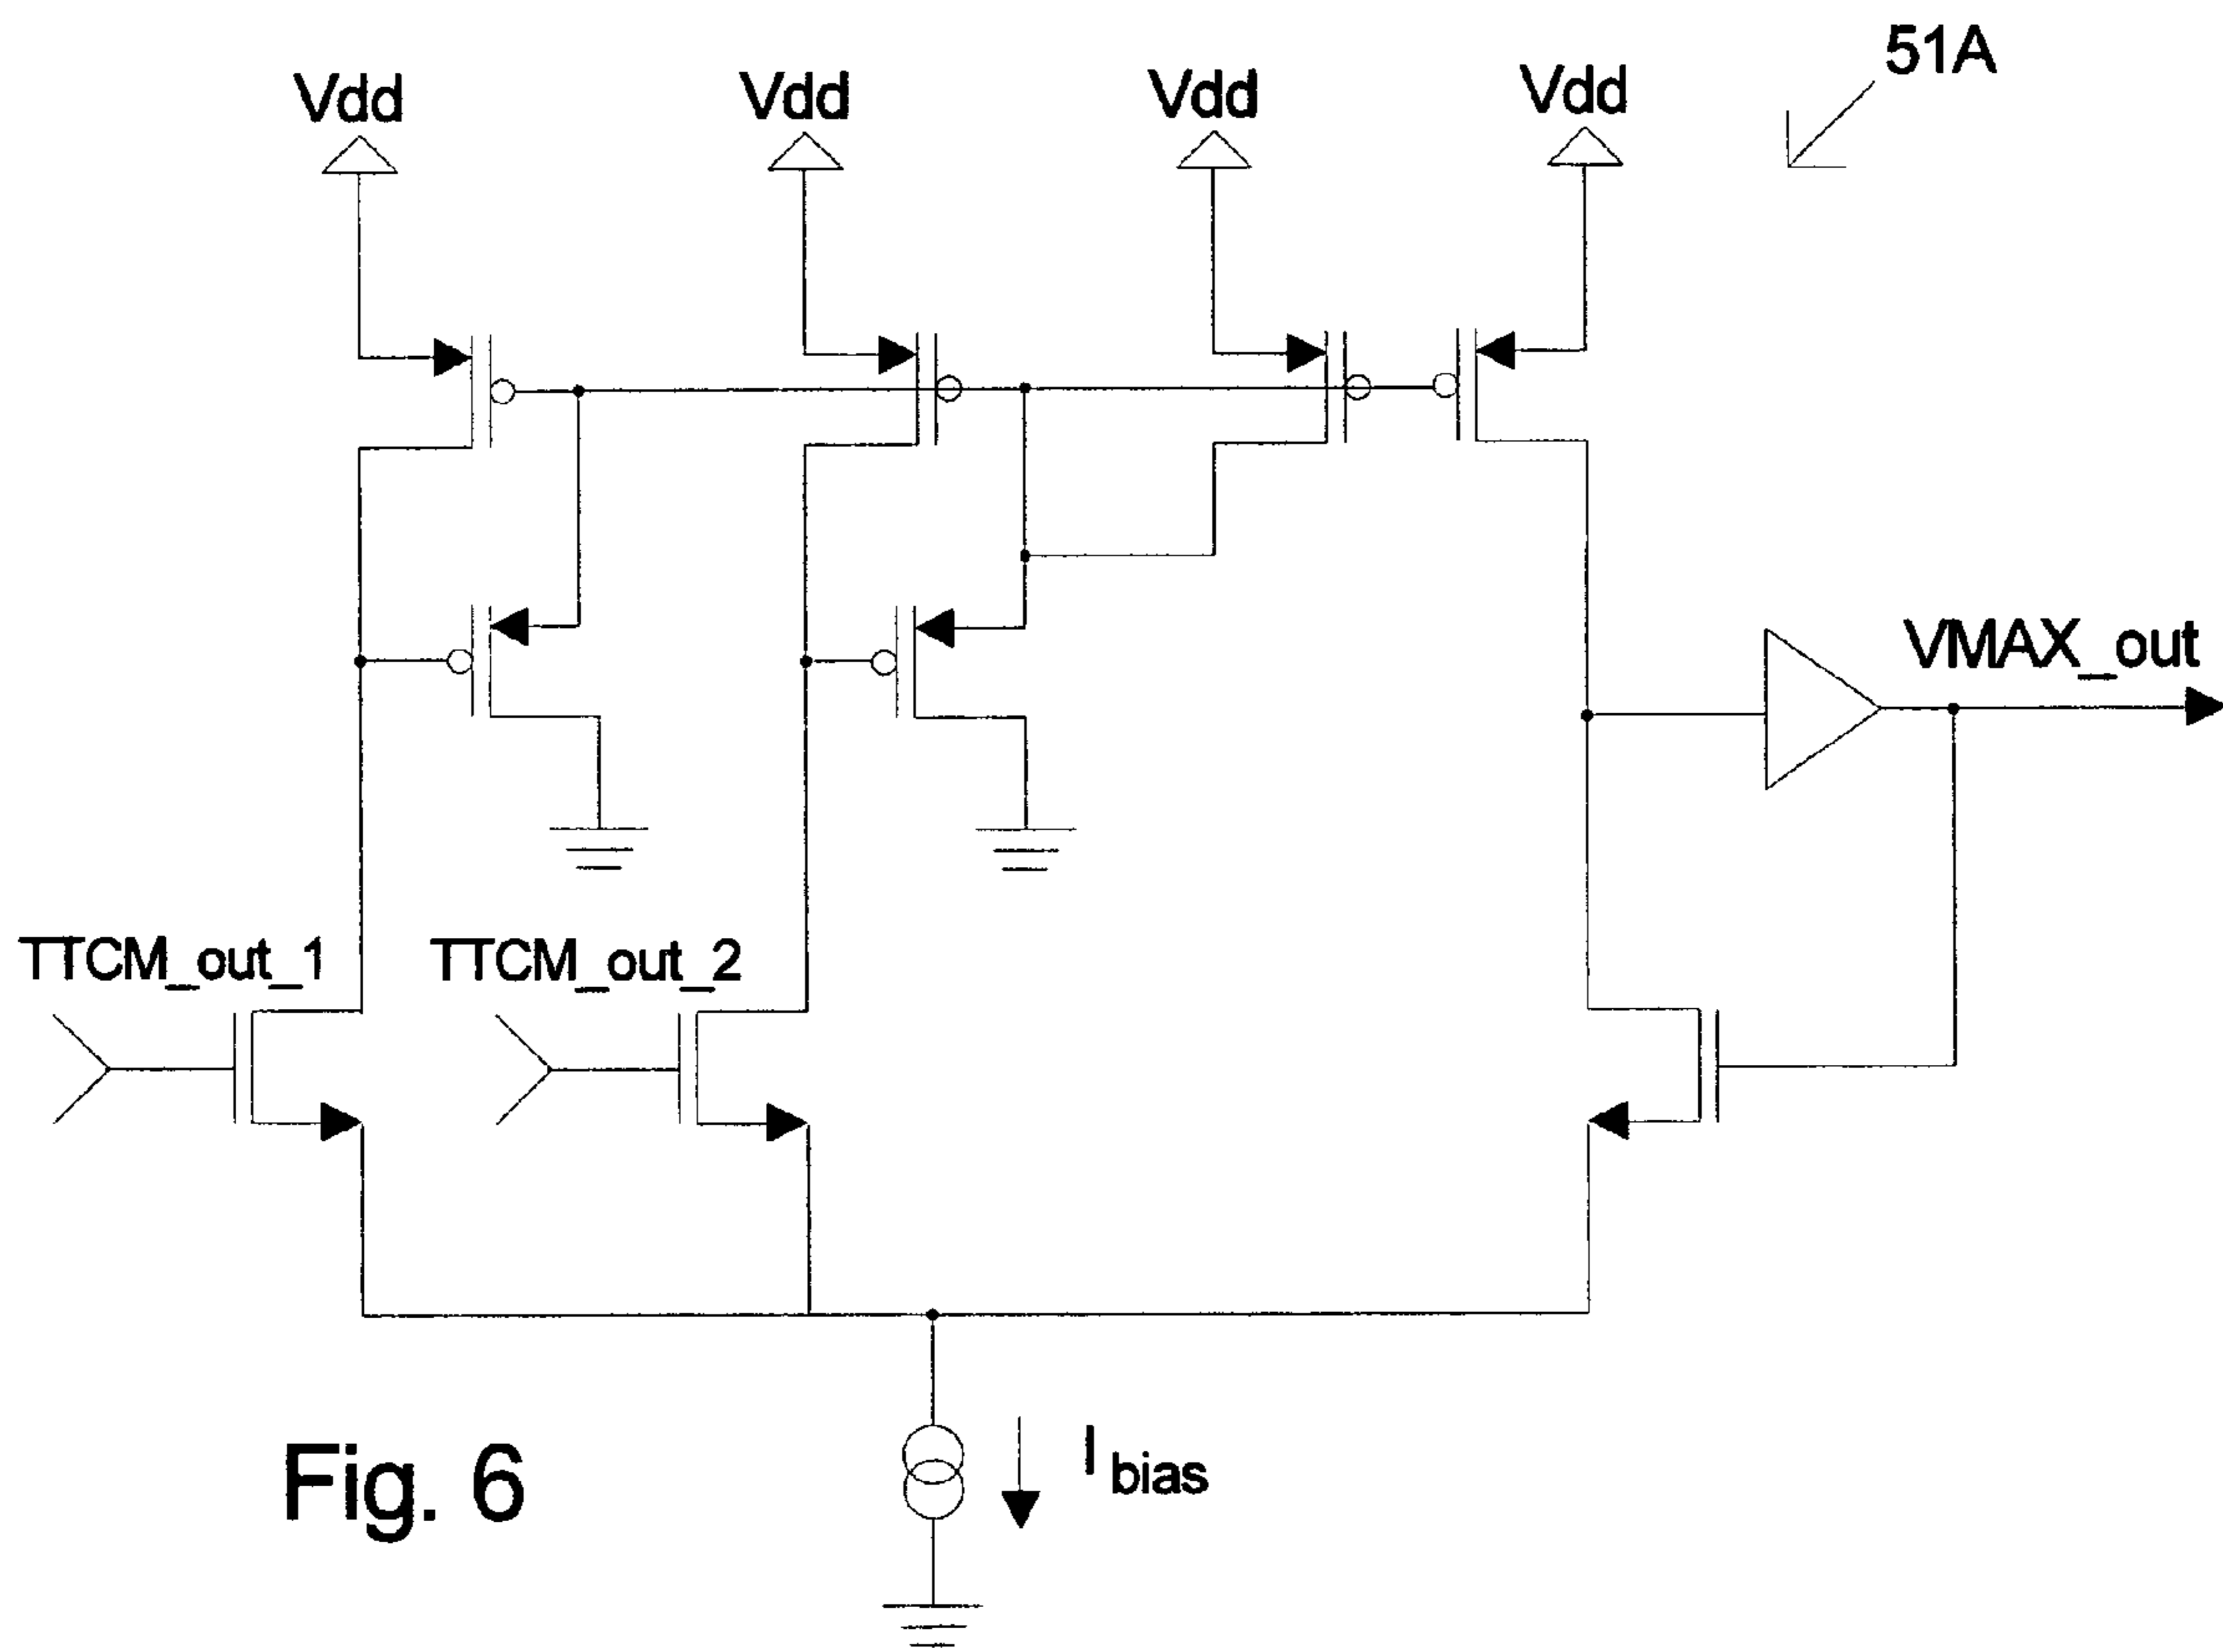 51A
Vdd
Vdd
Vdd
Vdd
VMAX_out
TTCM_out_1
TTCM_out_2
I bias
Fig. 6